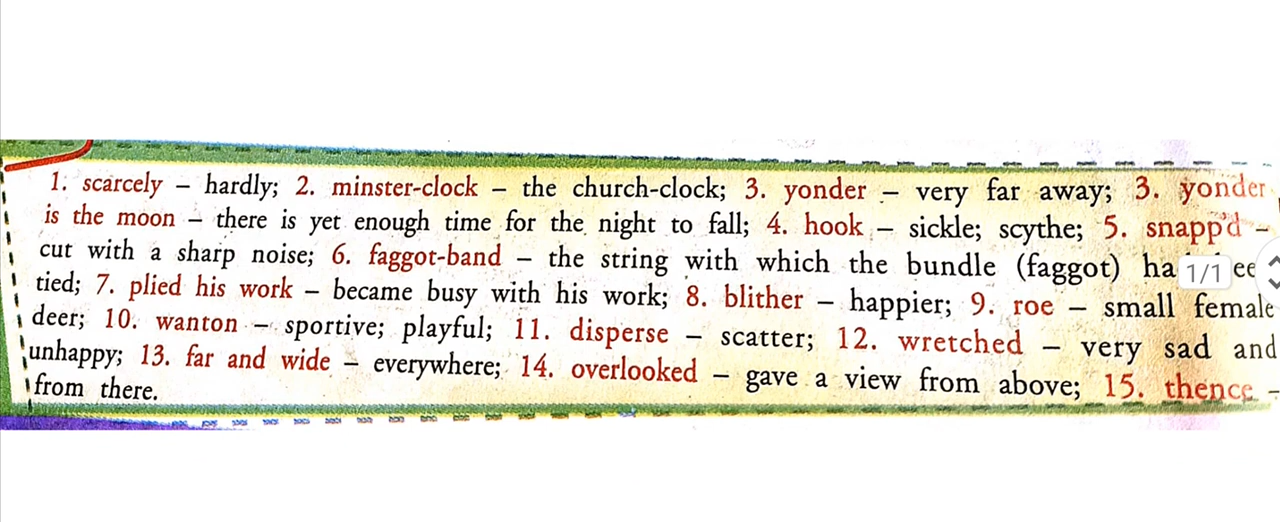 1. scarcely – hardly; 2. minster-clock – the church-clock; 3. yonder – very far away; 3. yonder
is the moon – there is yet enough time for the night to fall; 4. hook – sickle; scythe; 5. snapp'd –
cut with a sharp noise; 6. faggot-band – the string with which the bundle (faggot) ha 1/1 ee
tied; 7. plied his work – became busy with his work; 8. blither – happier; 9. roe – small female
deer; 10. wanton – sportive; playful; 11. disperse – scatter; 12. wretched – very sad and
unhappy; 13. far and wide – everywhere; 14. overlooked – gave a view from above; 15. thence –
from there.